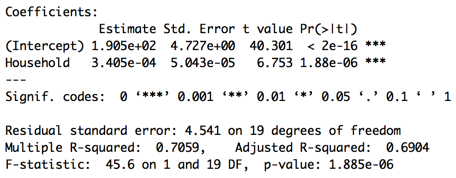 Coefficients:
Estimate Std. Error t value Pr(>|t|)
(Intercept) 1.905e+02 4.727e+00 40.301 < 2e-16 ***
Household 3.405e-04 5.043e-05 6.753 1.88e-06 ***
---
Signif. codes: 0 ‘***’ 0.001 ‘**’ 0.01 ‘*’ 0.05 ‘.’ 0.1 ‘ ’ 1
Residual standard error: 4.541 on 19 degrees of freedom
Multiple R-squared: 0.7059, Adjusted R-squared: 0.6904
F-statistic: 45.6 on 1 and 19 DF, p-value: 1.885e-06